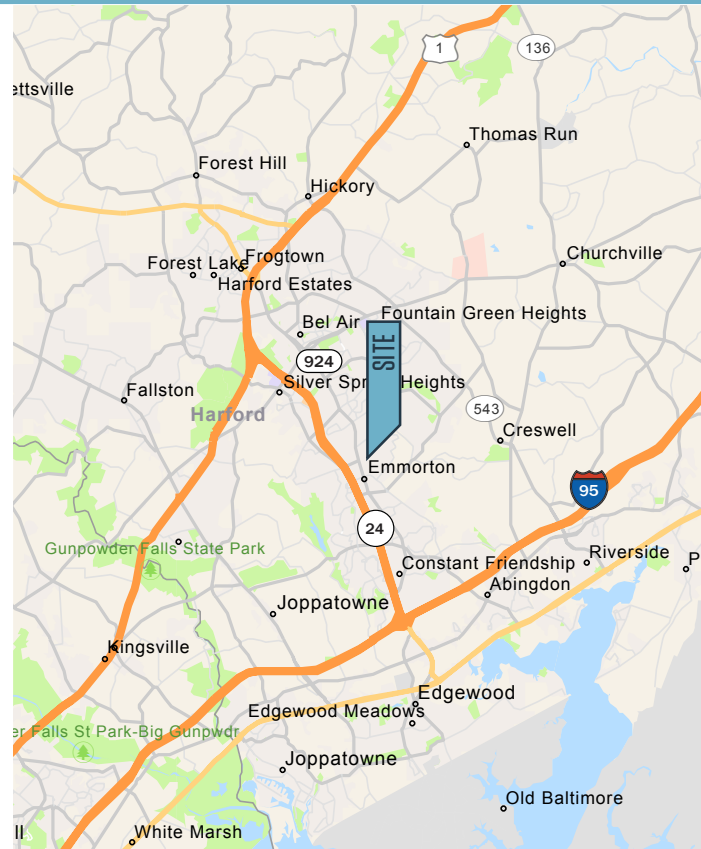 1
136
ettsville
Thomas Run
Forest Hill
Hickory
Churchville
Frogtown
Forest Lake
Harford Estates
Fountain Green Heights
Bel Air
SITE
924
Silver Spr Heights
Fallston
Harford
543
Creswell
Emmorton
95
24
Gunpowder Falls State Park
Constant Friendship
Riverside
P
Abingdon
Joppatowne
Kingsville
Edgewood
Edgewood Meadows
er Falls St Park-Big Gunpwdr
Joppatowne
Old Baltimore
ll
White Marsh